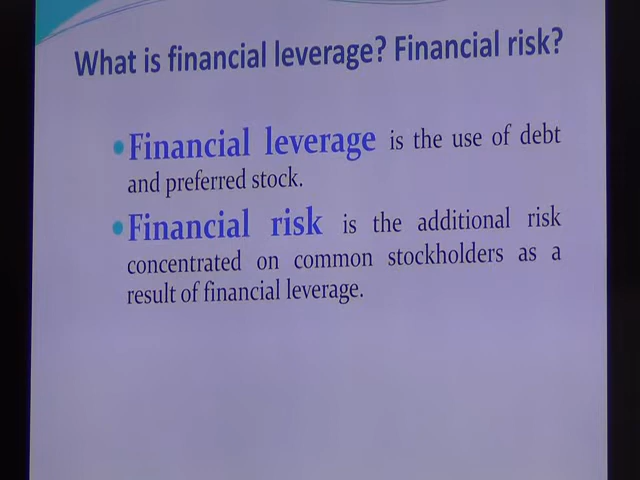 What is financial leverage? Financial risk?
•Financial leverage is the use of debt
and preferred stock.
•Financial risk is the additional risk
concentrated on common stockholders as a
result of financial leverage.